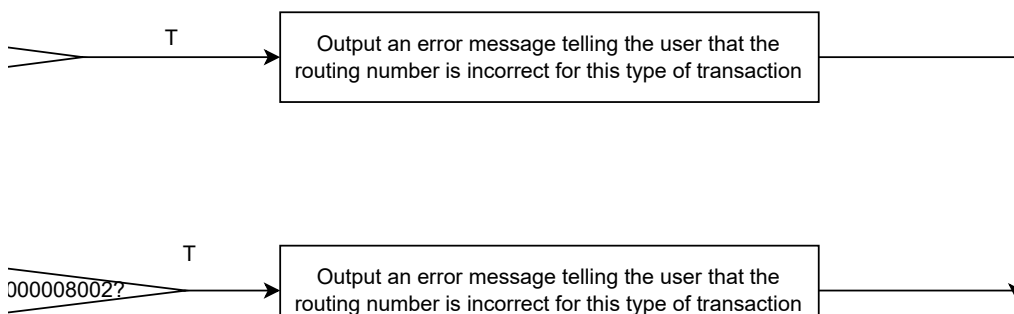 T
Output an error message telling the user that the
routing number is incorrect for this type of transaction
T
000008002?
Output an error message telling the user that the
routing number is incorrect for this type of transaction